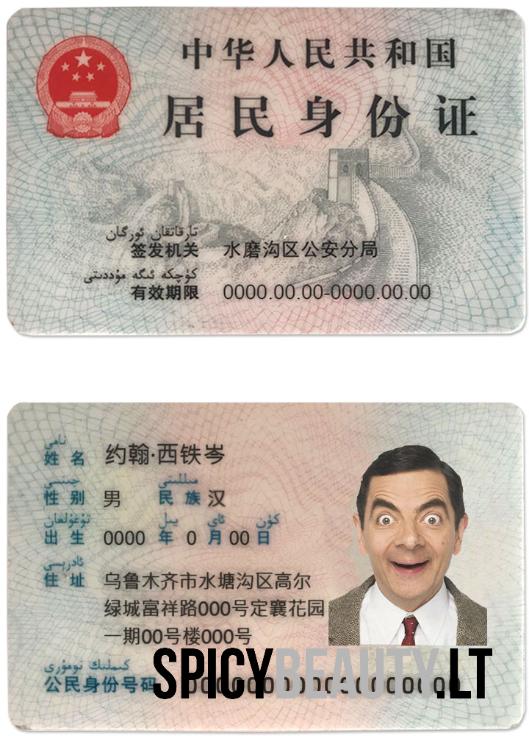 中华人民共和国
居民身份证
تارقاتقان ئورگان
签发机关 水磨沟区公安分局
كۈچكە ئىگە مۇددىتى
有效期限 0000.00.00-0000.00.00
نامى
姓名 约翰·西铁岑
جىنسى مىللىتى
性别 男 民族 汉
تۇغۇلغان يىل ئاي كۈن
出生 0000 年 0 月 00 日
ئادرېسى
住址 乌鲁木齐市水塘沟区高尔
绿城富祥路000号定襄花园
一期00号楼000号
كىملىك نومۇرى
公民身份号码
SPICYBEAUTY.LT